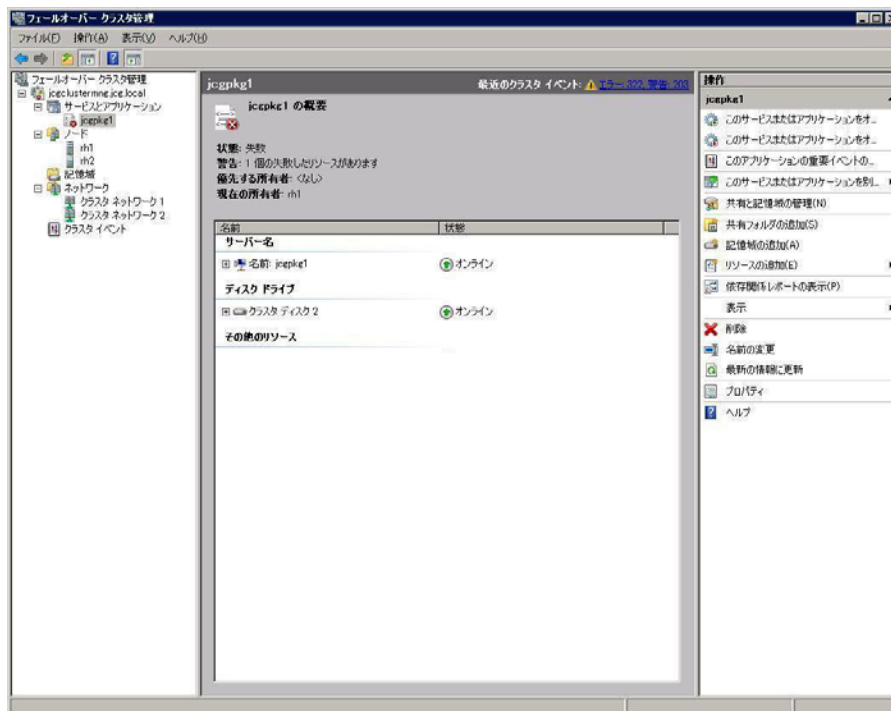 フェールオーバー クラスタ管理
ファイル(F) 操作(A) 表示(V) ヘルプ(H)
フェールオーバー クラスタ管理
サービスとアプリケーション
jcgpkg1
ノード
rh1
rh2
記憶域
ネットワーク
クラスタ ネットワーク 1
クラスタ ネットワーク 2
クラスタ イベント
jcgpkg1
最近のクラスタ イベント: エラー: 322, 警告: 203
jcgpkg1 の概要
状態: 失敗
警告: 1 個の失敗したリソースがあります
優先する所有者: <なし>
現在の所有者: rh1
名前 状態
サーバー名
名前: jcgpkg1 オンライン
ディスク ドライブ
クラスタ ディスク 2 オンライン
その他のリソース
操作
jcgpkg1
このサービスまたはアプリケーションをオ...
このサービスまたはアプリケーションをオ...
このアプリケーションの重要イベントの...
このサービスまたはアプリケーションを別...
共有と記憶域の管理(N)
共有フォルダの追加(S)
記憶域の追加(A)
リソースの追加(E)
依存関係レポートの表示(P)
表示
削除
名前の変更
最新の情報に更新
プロパティ
ヘルプ